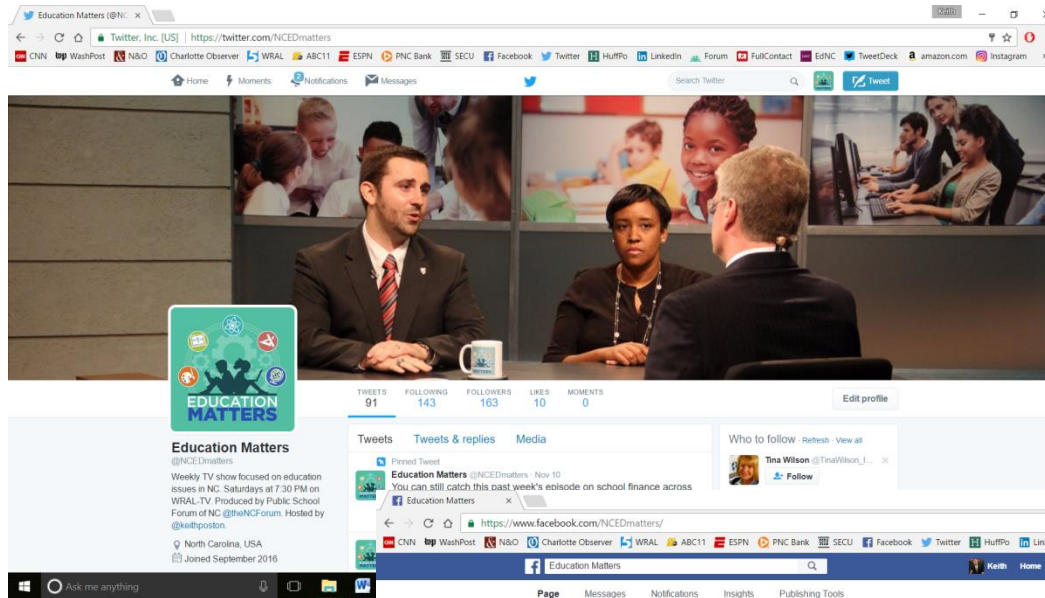 Education Matters (@NC
Keith
Twitter, Inc. [US] | https://twitter.com/NCEDmatters
CNN WashPost N&O Charlotte Observer WRAL ABC11 ESPN PNC Bank SECU Facebook Twitter HuffPo LinkedIn Forum FullContact EdNC TweetDeck amazon.com Instagram
Home Moments Notifications Messages Search Twitter Tweet
2
EDUCATION
MATTERS
TWEETS FOLLOWING FOLLOWERS LIKES MOMENTS
91 143 163 10 0
Edit profile
Education Matters
@NCEDmatters
Weekly TV show focused on education
issues in NC. Saturdays at 7:30 PM on
WRAL-TV. Produced by Public School
Forum of NC @theNCForum. Hosted by
@keithposton.
North Carolina, USA
Joined September 2016
Tweets Tweets & replies Media
Pinned Tweet
Education Matters @NCEDmatters · Nov 10
You can still catch this past week's episode on school finance across
Who to follow · Refresh · View all
Tina Wilson @TinaWilson_I...
Follow
Education Matters
https://www.facebook.com/NCEDmatters/
CNN WashPost N&O Charlotte Observer WRAL ABC11 ESPN PNC Bank SECU Facebook Twitter HuffPo Lin
Education Matters Keith Home
Page Messages Notifications Insights Publishing Tools
Ask me anything